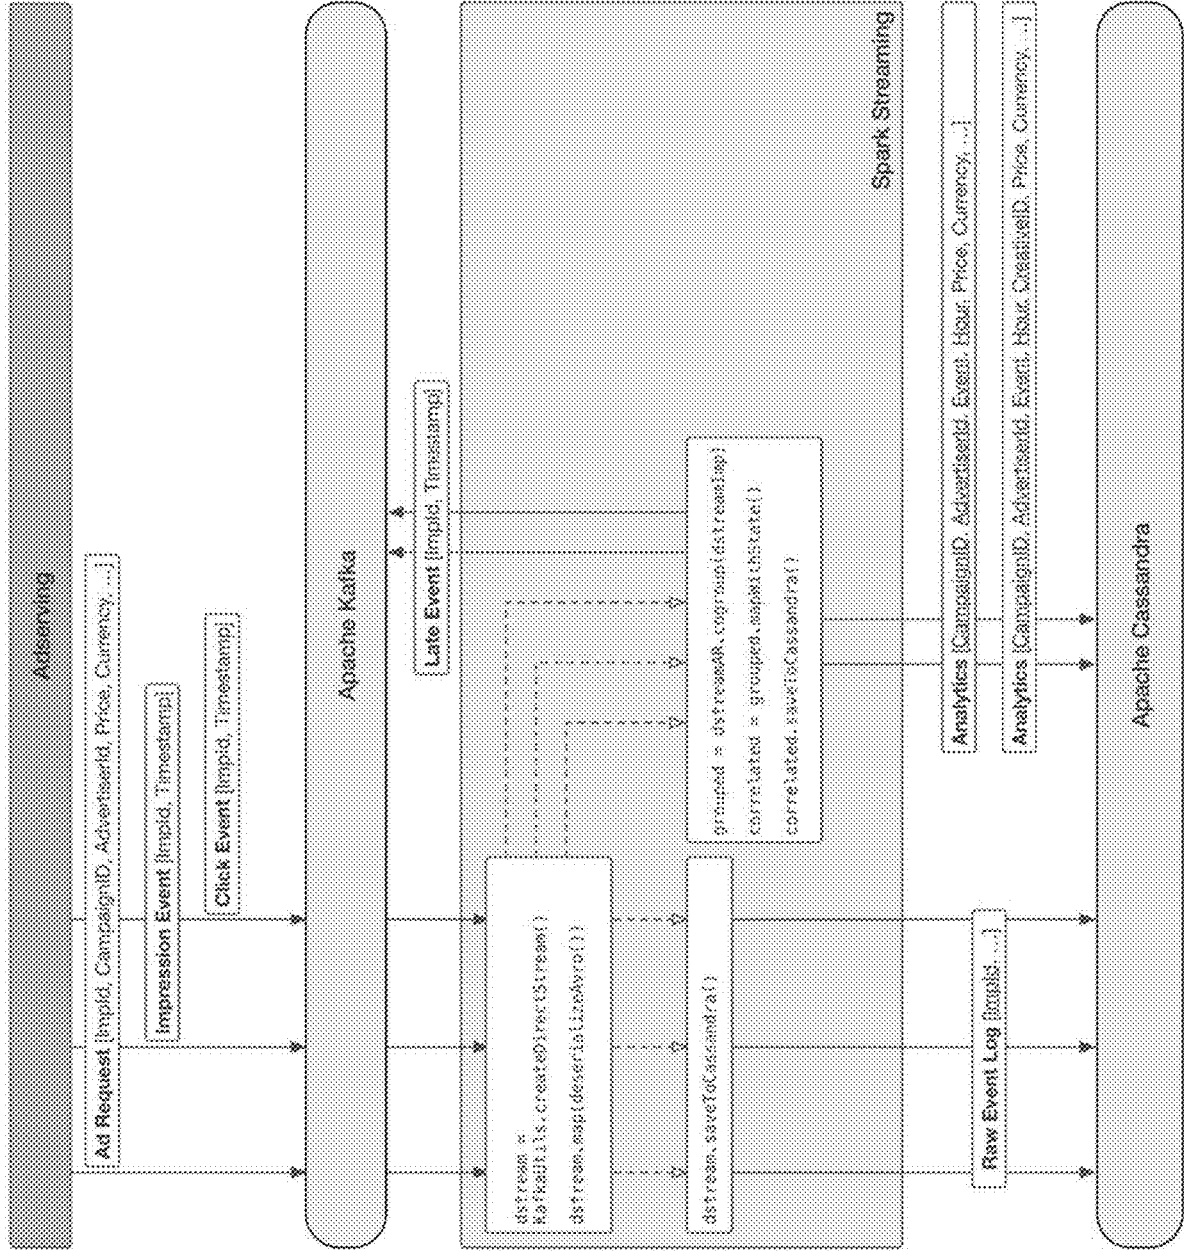 Adserving
Ad Request [ImpId, CampaignID, AdvertiserId, Price, Currency, ...]
Impression Event [ImpId, Timestamp]
Click Event [ImpId, Timestamp]
Apache Kafka
Late Event [ImpId, Timestamp]
dstream =
KafkaUtils.createDirectStream()
dstream.map(deserializeAvro())
dstream.saveToCassandra()
grouped = dstreamAR.cogroup(dstreamImp)
correlated = grouped.mapWithState()
correlated.saveToCassandra()
Spark Streaming
Raw Event Log [ImpId, ...]
Analytics [CampaignID, AdvertiserId, Event, Hour, Price, Currency, ...]
Analytics [CampaignID, AdvertiserId, Event, Hour, CreativeID, Price, Currency, ...]
Apache Cassandra